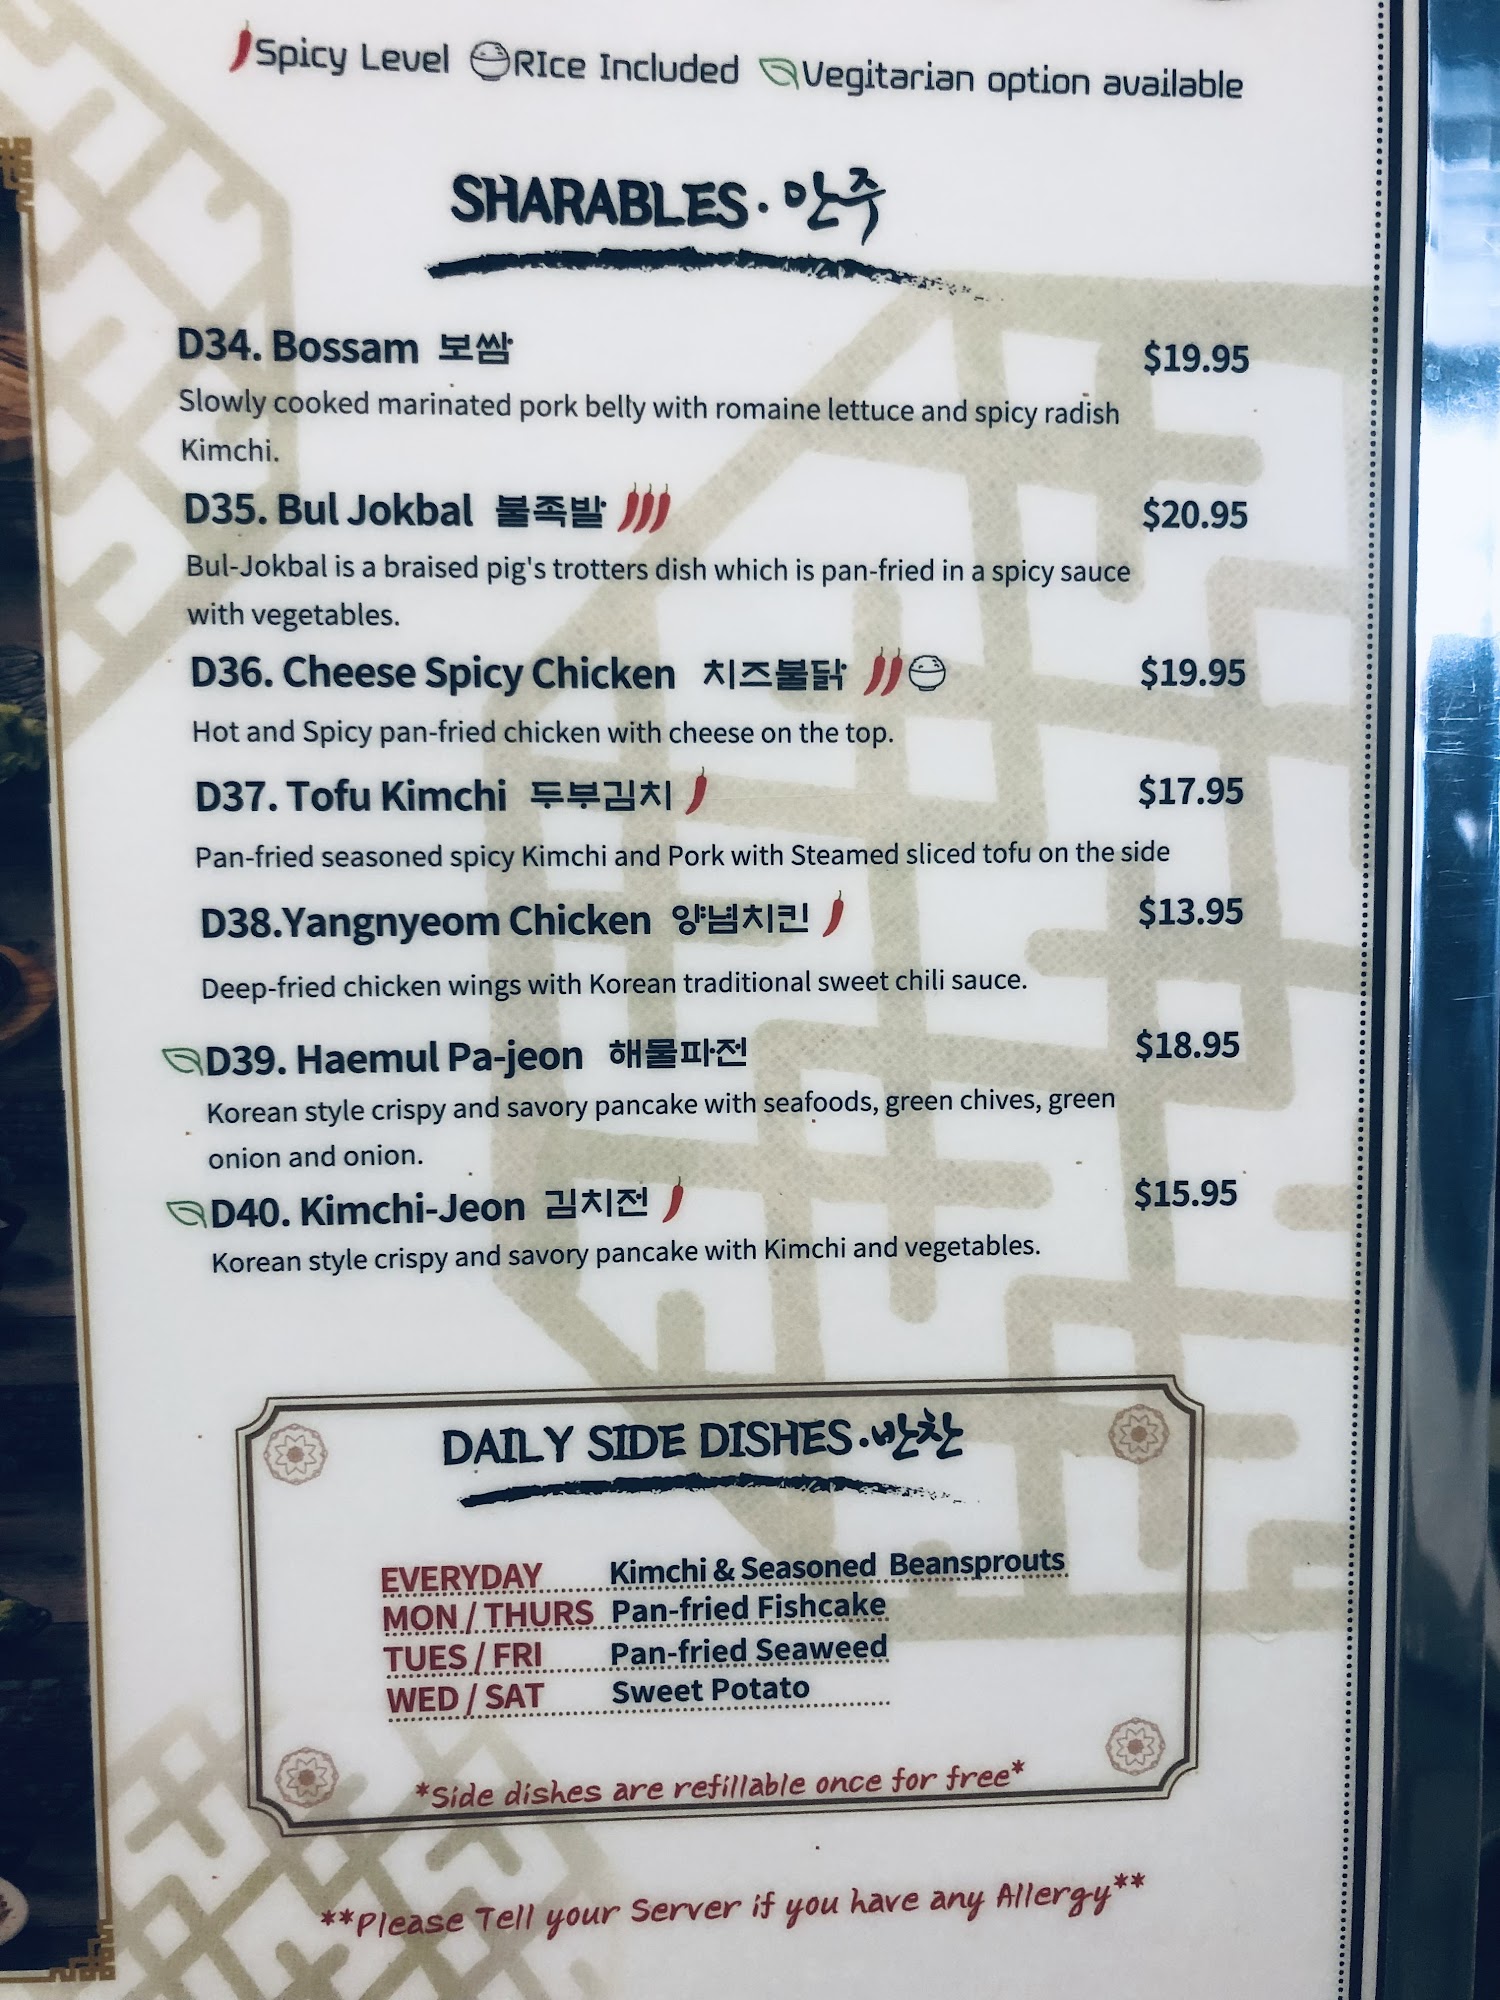 Spicy Level RIce Included Vegitarian option available
SHARABLES · 안주
D34. Bossam 보쌈 $19.95
Slowly cooked marinated pork belly with romaine lettuce and spicy radish
Kimchi.
D35. Bul Jokbal 불족발 $20.95
Bul-Jokbal is a braised pig's trotters dish which is pan-fried in a spicy sauce
with vegetables.
D36. Cheese Spicy Chicken 치즈불닭 $19.95
Hot and Spicy pan-fried chicken with cheese on the top.
D37. Tofu Kimchi 두부김치 $17.95
Pan-fried seasoned spicy Kimchi and Pork with Steamed sliced tofu on the side
D38.Yangnyeom Chicken 양념치킨 $13.95
Deep-fried chicken wings with Korean traditional sweet chili sauce.
D39. Haemul Pa-jeon 해물파전 $18.95
Korean style crispy and savory pancake with seafoods, green chives, green
onion and onion.
D40. Kimchi-Jeon 김치전 $15.95
Korean style crispy and savory pancake with Kimchi and vegetables.
DAILY SIDE DISHES · 반찬
EVERYDAY Kimchi & Seasoned Beansprouts
MON / THURS Pan-fried Fishcake
TUES / FRI Pan-fried Seaweed
WED / SAT Sweet Potato
*Side dishes are refillable once for free*
**Please Tell your Server if you have any Allergy**